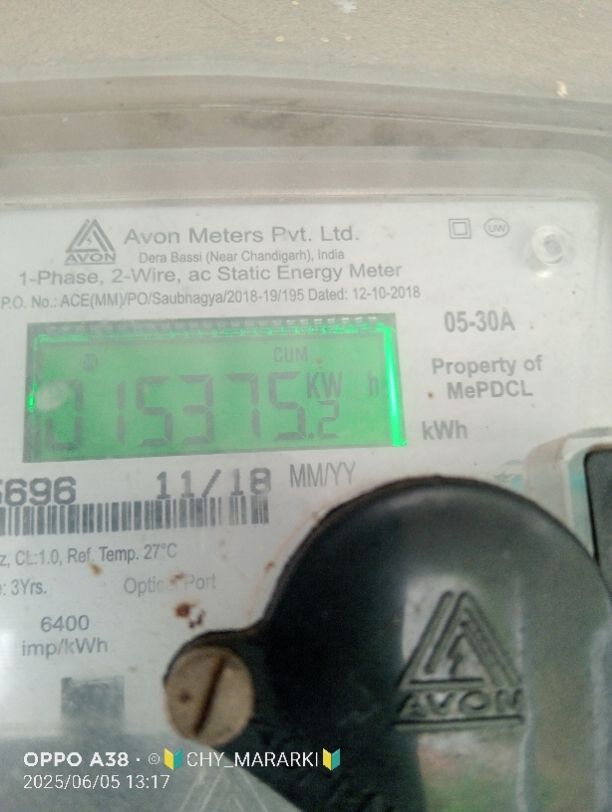 AVON
Avon Meters Pvt. Ltd.
Dera Bassi (Near Chandigarh), India
1-Phase, 2-Wire, ac Static Energy Meter
P.O. No.: ACE(MM)/PO/Saubhagya/2018-19/195 Dated: 12-10-2018
UW
05-30A
Property of
MePDCL
CUM
015375.2 KW h
kWh
5696 11/18 MM/YY
z, CL:1.0, Ref. Temp. 27°C
: 3Yrs. Optical Port
6400
imp/kWh
AVON
OPPO A38 · ©🔰CHY_MARARKI🔰
2025/06/05 13:17